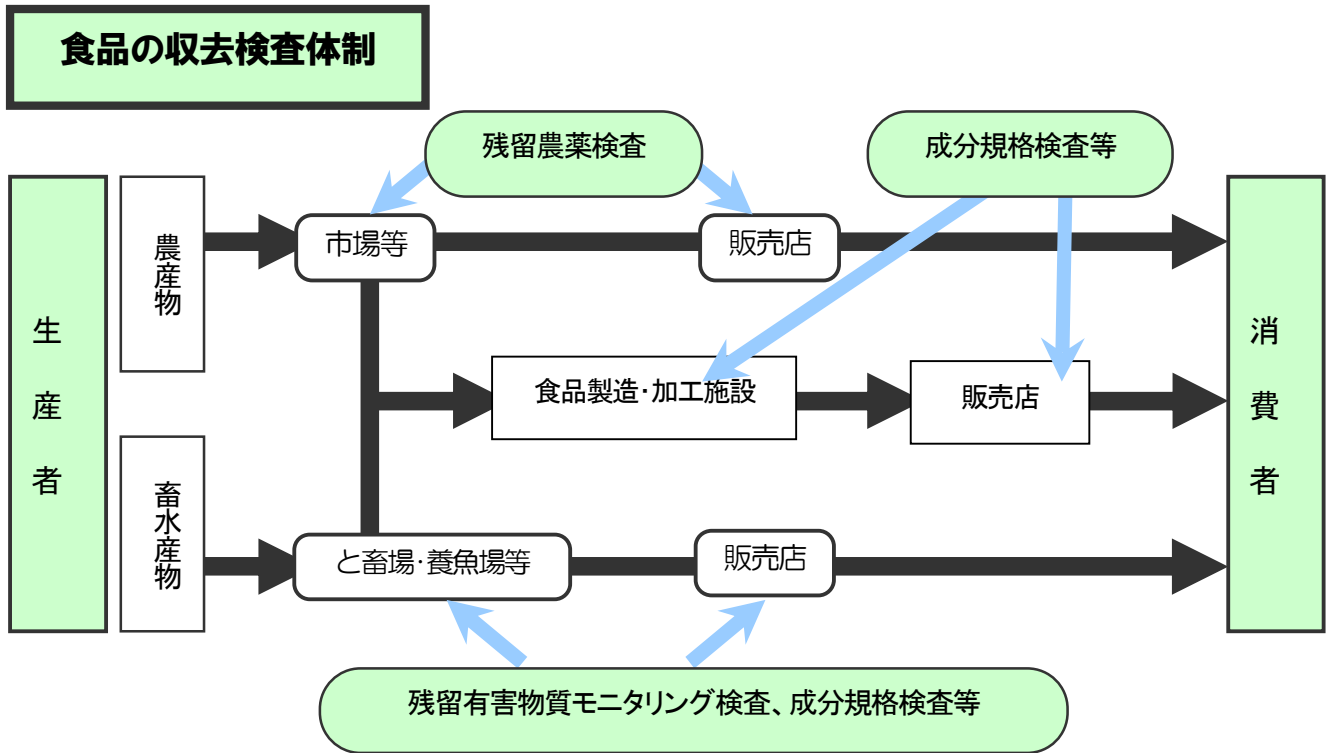 食品の収去検査体制
残留農薬検査
成分規格検査等
生産者
農産物
市場等
販売店
食品製造・加工施設
販売店
消費者
畜水産物
と畜場・養魚場等
販売店
残留有害物質モニタリング検査、成分規格検査等